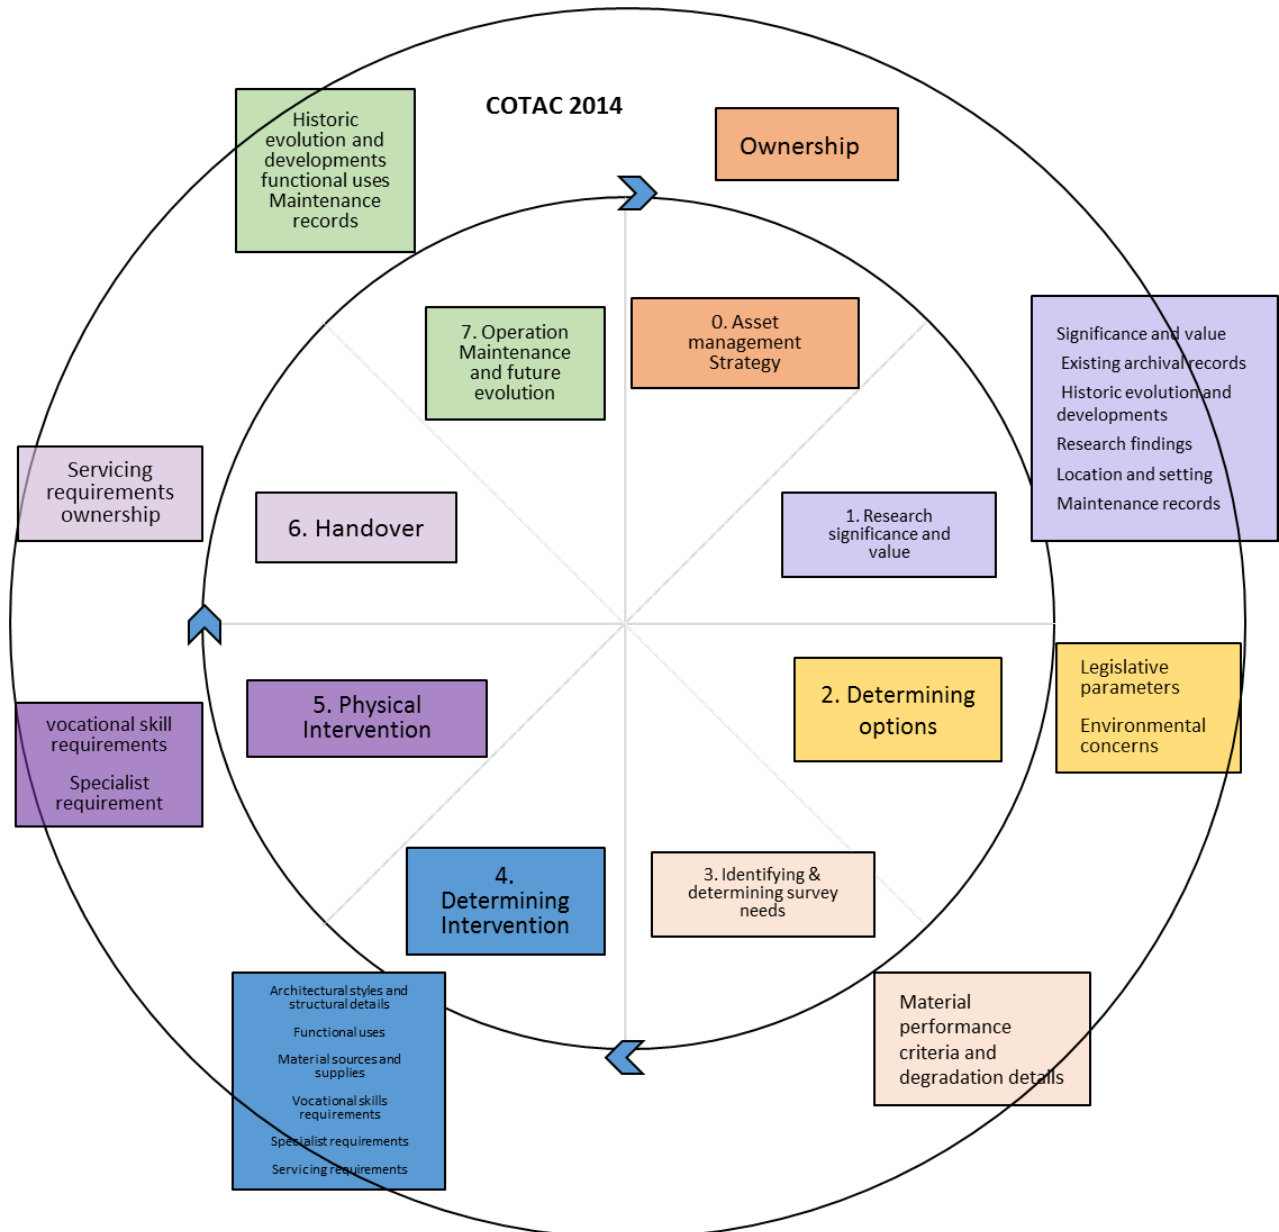 COTAC 2014
Historic
evolution and
developments
functional uses
Maintenance
records
Ownership
7. Operation
Maintenance
and future
evolution
0. Asset
management
Strategy
Significance and value
Existing archival records
Historic evolution and
developments
Research findings
Location and setting
Maintenance records
Servicing
requirements
ownership
6. Handover
1. Research
significance and
value
vocational skill
requirements
Specialist
requirement
5. Physical
Intervention
2. Determining
options
Legislative
parameters
Environmental
concerns
4.
Determining
Intervention
3. Identifying &
determining survey
needs
Architectural styles and
structural details
Functional uses
Material sources and
supplies
Vocational skills
requirements
Specialist requirements
Servicing requirements
Material
performance
criteria and
degradation details